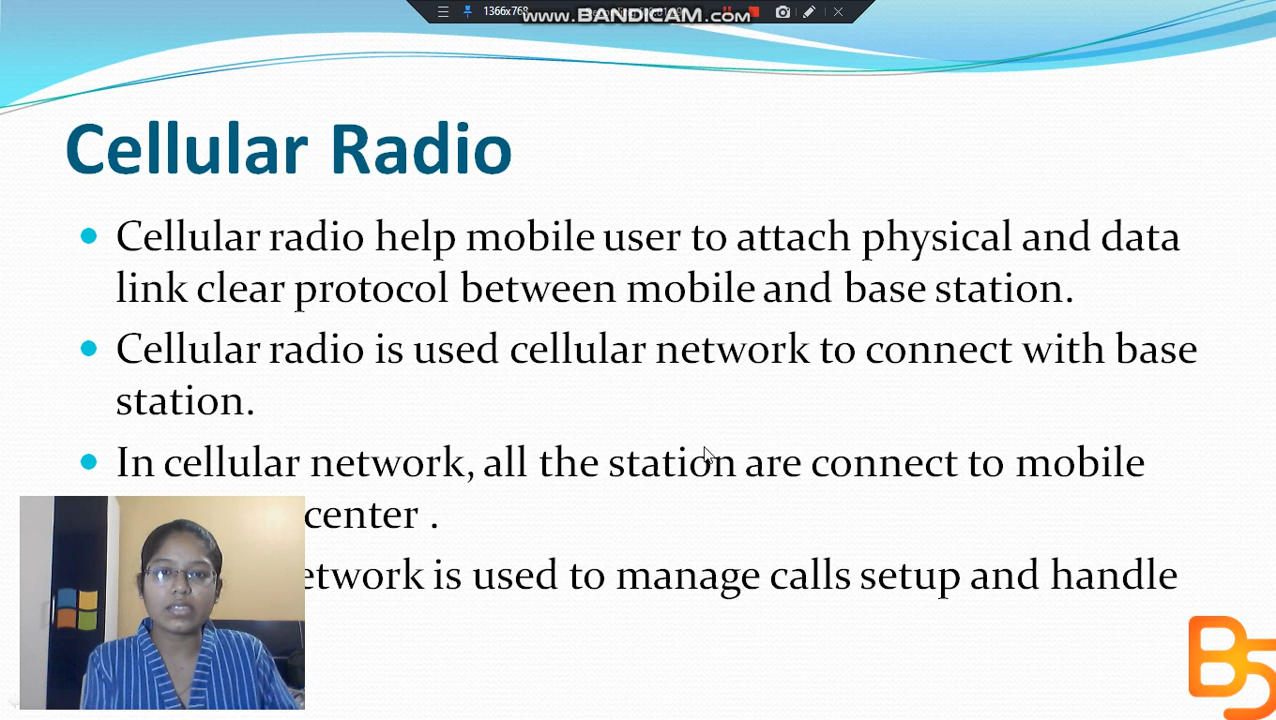 1366x768
www.BANDICAM.com
Cellular Radio
Cellular radio help mobile user to attach physical and data
link clear protocol between mobile and base station.
Cellular radio is used cellular network to connect with base
station.
In cellular network, all the station are connect to mobile
center .
etwork is used to manage calls setup and handle
B5